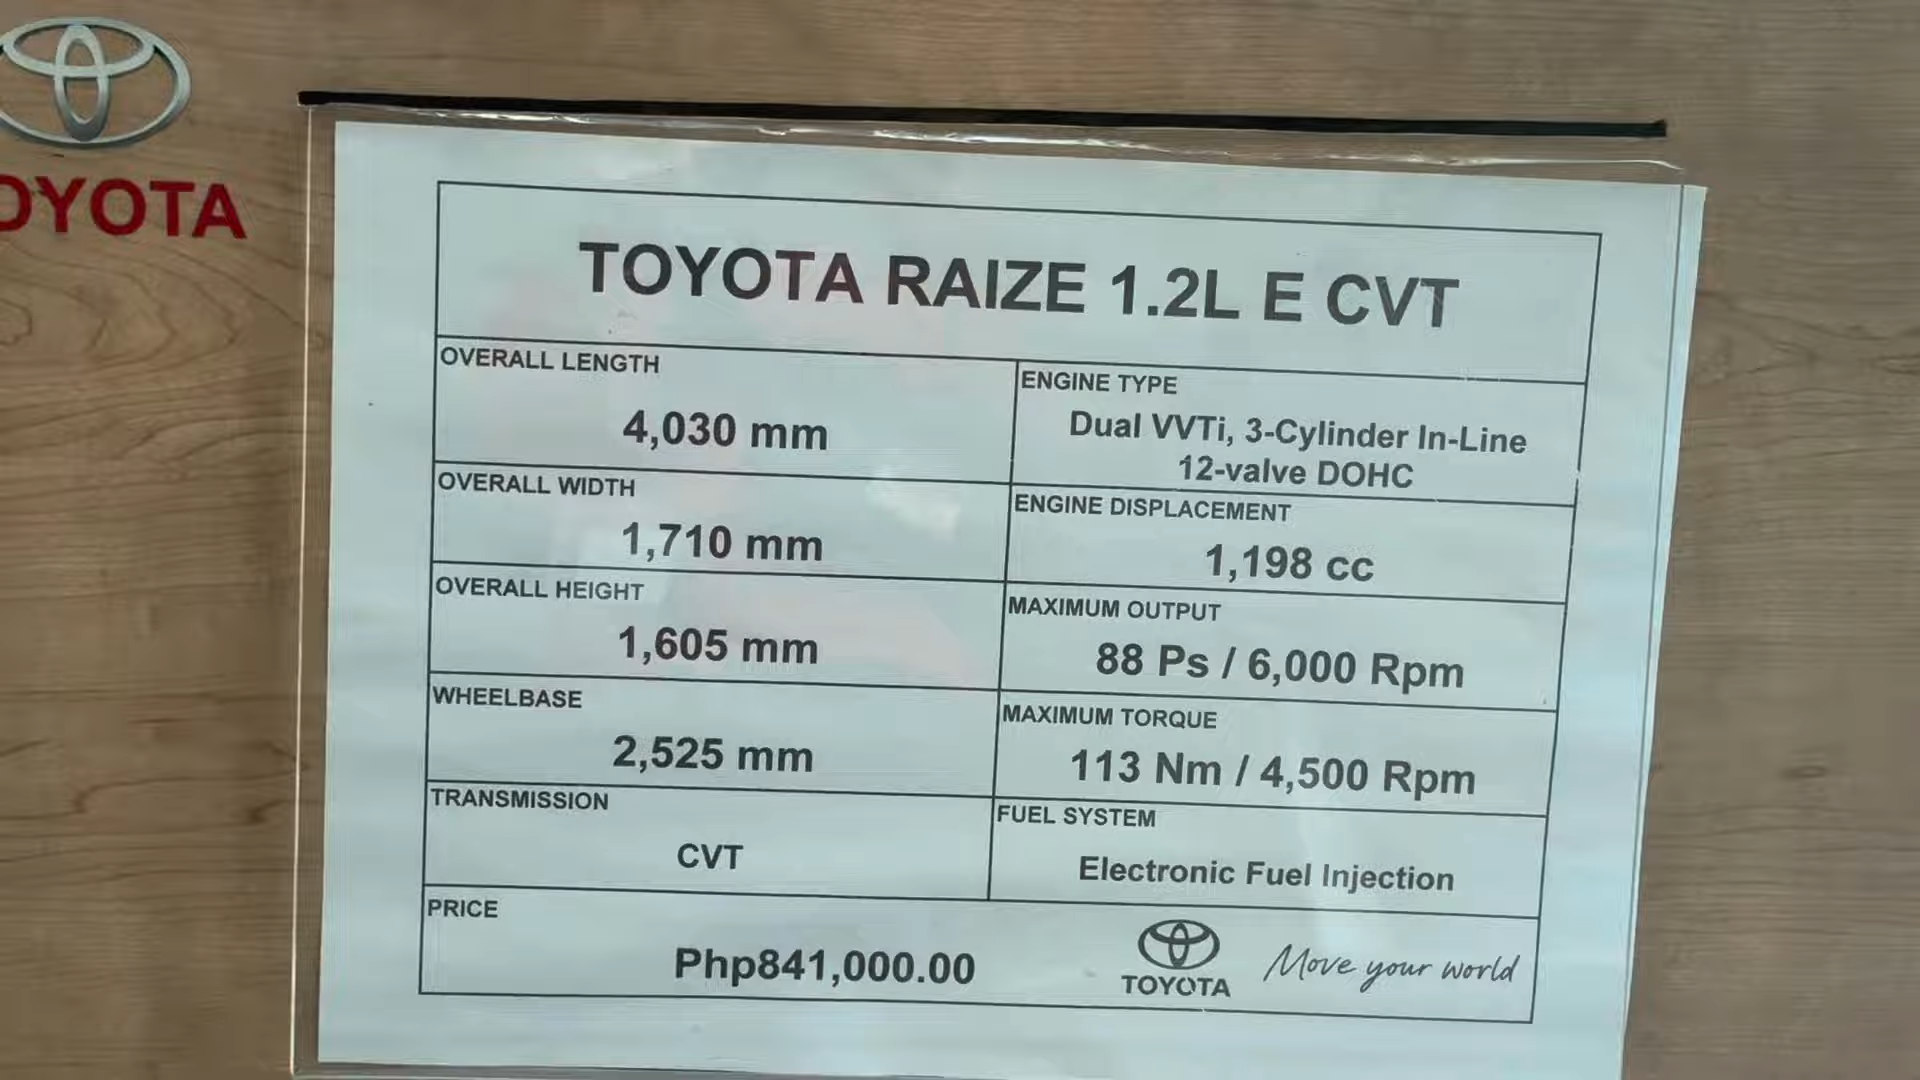 OYOTA
TOYOTA RAIZE 1.2L E CVT
OVERALL LENGTH
4,030 mm
ENGINE TYPE
Dual VVTi, 3-Cylinder In-Line
12-valve DOHC
OVERALL WIDTH
1,710 mm
ENGINE DISPLACEMENT
1,198 cc
OVERALL HEIGHT
1,605 mm
MAXIMUM OUTPUT
88 Ps / 6,000 Rpm
WHEELBASE
2,525 mm
MAXIMUM TORQUE
113 Nm / 4,500 Rpm
TRANSMISSION
CVT
FUEL SYSTEM
Electronic Fuel Injection
PRICE
Php841,000.00
TOYOTA
Move your world